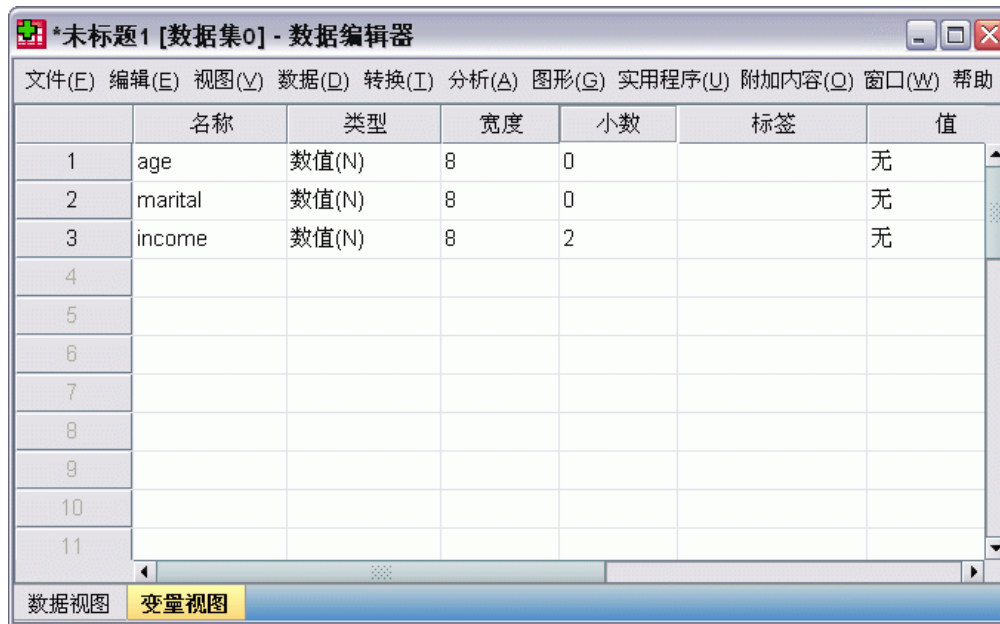 *未标题1 [数据集0] - 数据编辑器
文件(F) 编辑(E) 视图(V) 数据(D) 转换(T) 分析(A) 图形(G) 实用程序(U) 附加内容(O) 窗口(W) 帮助
名称 类型 宽度 小数 标签 值
1 age 数值(N) 8 0 无
2 marital 数值(N) 8 0 无
3 income 数值(N) 8 2 无
4
5
6
7
8
9
10
11
数据视图 变量视图